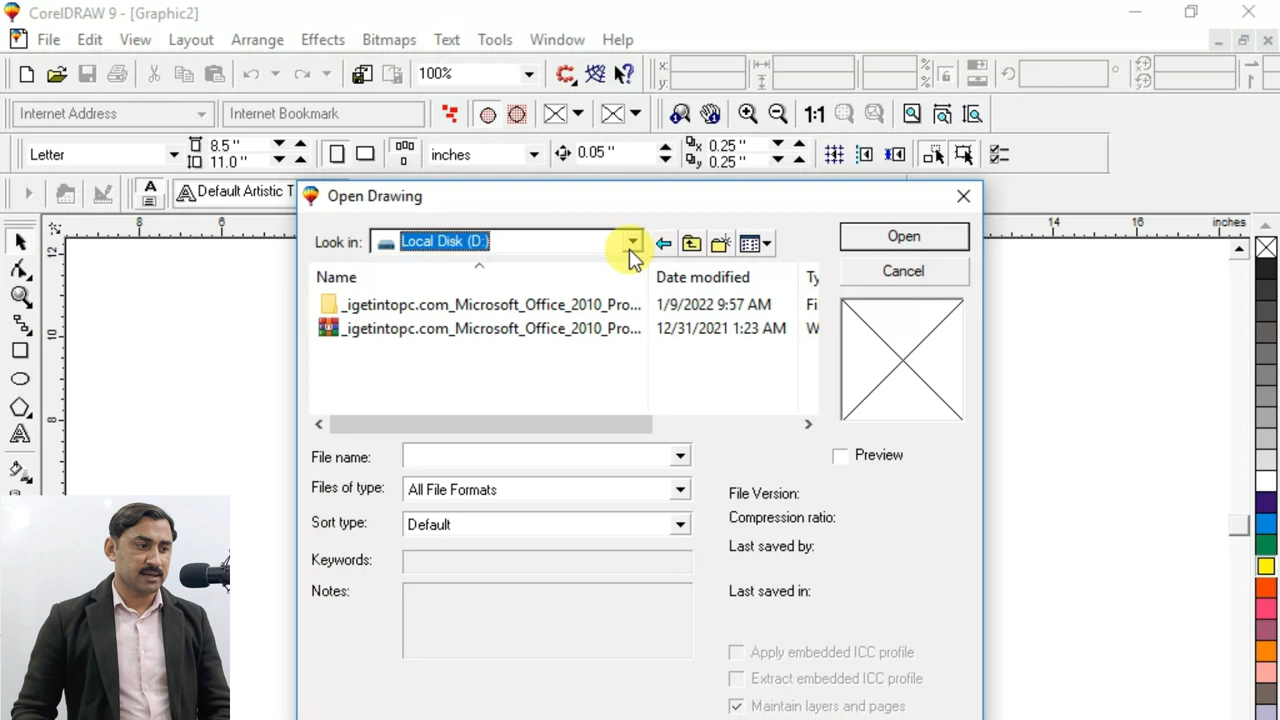 CorelDRAW 9 - [Graphic2]
File Edit View Layout Arrange Effects Bitmaps Text Tools Window Help
100% x: y: % % °
Internet Address Internet Bookmark 1:1
Letter 8.5 " 11.0 " inches 0.05 " 0.25 " 0.25 "
A Default Artistic T
8 6 14 16 inches
12
10
8
Open Drawing
Look in: Local Disk (D:) Open
Cancel
Name Date modified Ty
_igetintopc.com_Microsoft_Office_2010_Pro... 1/9/2022 9:57 AM Fi
_igetintopc.com_Microsoft_Office_2010_Pro... 12/31/2021 1:23 AM W
File name: Preview
Files of type: All File Formats
File Version:
Sort type: Default
Compression ratio:
Last saved by:
Keywords:
Notes:
Last saved in:
Apply embedded ICC profile
Extract embedded ICC profile
Maintain layers and pages